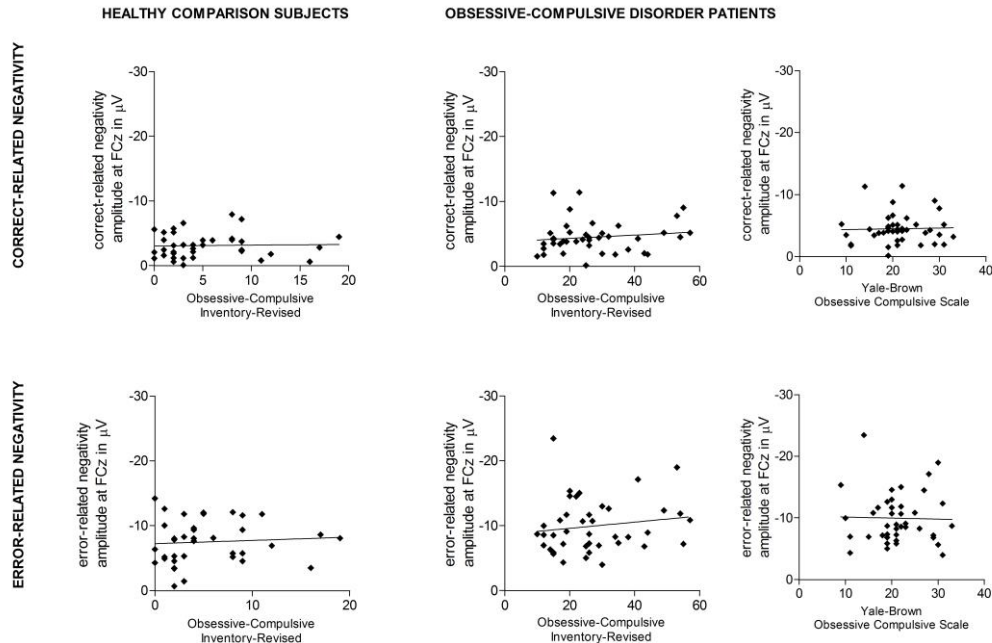 HEALTHY COMPARISON SUBJECTS
OBSESSIVE-COMPULSIVE DISORDER PATIENTS
CORRECT-RELATED NEGATIVITY
correct-related negativity
amplitude at FCz in μV
-30
-20
-10
0
0
5
10
15
20
Obsessive-Compulsive
Inventory-Revised
correct-related negativity
amplitude at FCz in μV
-30
-20
-10
0
0
20
40
60
Obsessive-Compulsive
Inventory-Revised
correct-related negativity
amplitude at FCz in μV
-30
-20
-10
0
0
10
20
30
40
Yale-Brown
Obsessive Compulsive Scale
ERROR-RELATED NEGATIVITY
error-related negativity
amplitude at FCz in μV
-30
-20
-10
0
0
10
20
Obsessive-Compulsive
Inventory-Revised
error-related negativity
amplitude at FCz in μV
-30
-20
-10
0
0
20
40
60
Obsessive-Compulsive
Inventory-Revised
error-related negativity
amplitude at FCz in μV
-30
-20
-10
0
0
10
20
30
40
Yale-Brown
Obsessive Compulsive Scale